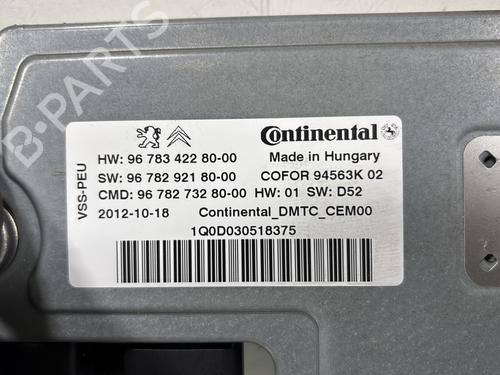 B-PARTS
Continental
HW: 96 783 422 80-00 Made in Hungary
SW: 96 782 921 80-00 COFOR 94563K 02
CMD: 96 782 732 80-00 HW: 01 SW: D52
2012-10-18 Continental_DMTC_CEM00
1Q0D030518375
VSS-PEU